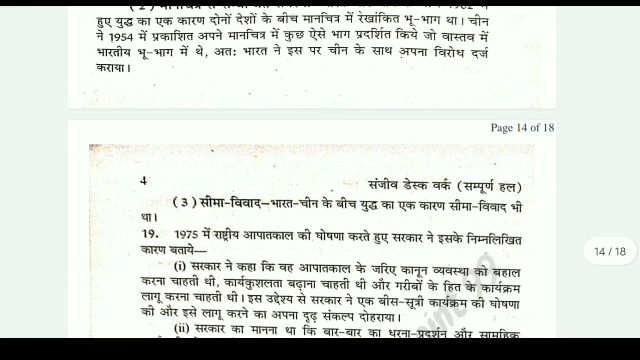 ( 2 ) मानचित्र
हुए युद्ध का एक कारण दोनों देशों के बीच मानचित्र में रेखांकित भू-भाग था। चीन
ने 1954 में प्रकाशित अपने मानचित्र में कुछ ऐसे भाग प्रदर्शित किये जो वास्तव में
भारतीय भू-भाग में थे, अतः भारत ने इस पर चीन के साथ अपना विरोध दर्ज
कराया।
Page 14 of 18
4
संजीव डेस्क वर्क (सम्पूर्ण हल)
( 3 ) सीमा-विवाद–भारत-चीन के बीच युद्ध का एक कारण सीमा-विवाद भी
था।
19. 1975 में राष्ट्रीय आपातकाल की घोषणा करते हुए सरकार ने इसके निम्नलिखित
कारण बताये—
14 / 18
(i) सरकार ने कहा कि वह आपातकाल के जरिए कानून व्यवस्था को बहाल
करना चाहती थी, कार्यकुशलता बढ़ाना चाहती थी और गरीबों के हित के कार्यक्रम
लागू करना चाहती थी। इस उद्देश्य से सरकार ने एक बीस-सूत्री कार्यक्रम की घोषणा
की और इसे लागू करने का अपना दृढ़ संकल्प दोहराया।
(ii) सरकार का मानना था कि बार-बार का धरना-प्रदर्शन और सामूहिक